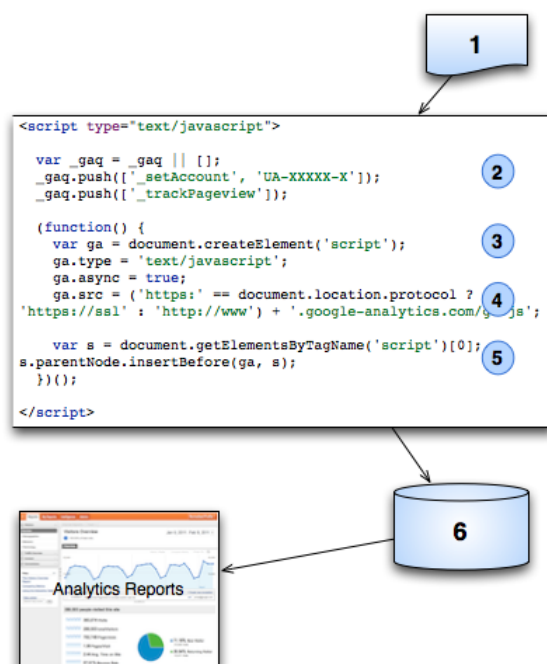 1
<script type="text/javascript">
var _gaq = _gaq || [];
_gaq.push(['_setAccount', 'UA-XXXXX-X']);
2
_gaq.push(['_trackPageview']);
(function() {
3
var ga = document.createElement('script');
ga.type = 'text/javascript';
ga.async = true;
ga.src = ('https:' == document.location.protocol ?
4
'https://ssl' : 'http://www') + '.google-analytics.com/ js';
var s = document.getElementsByTagName('script')[0];
5
s.parentNode.insertBefore(ga, s);
})();
</script>
6
Analytics Reports